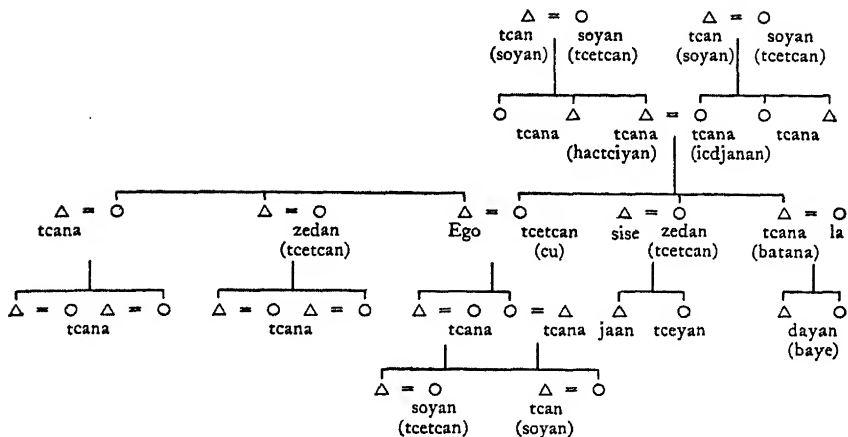 tcan soyan tcan soyan
(soyan) (tcetcan) (soyan) (tcetcan)
tcana tcana tcana tcana
(hactciyan) (icdjanan)
tcana zedan Ego tcetcan sise zedan tcana la
(tcetcan) (cu) (tcetcan) (batana)
tcana tcana tcana tcana jaan tceyan dayan
(baye)
soyan tcan
(tcetcan) (soyan)